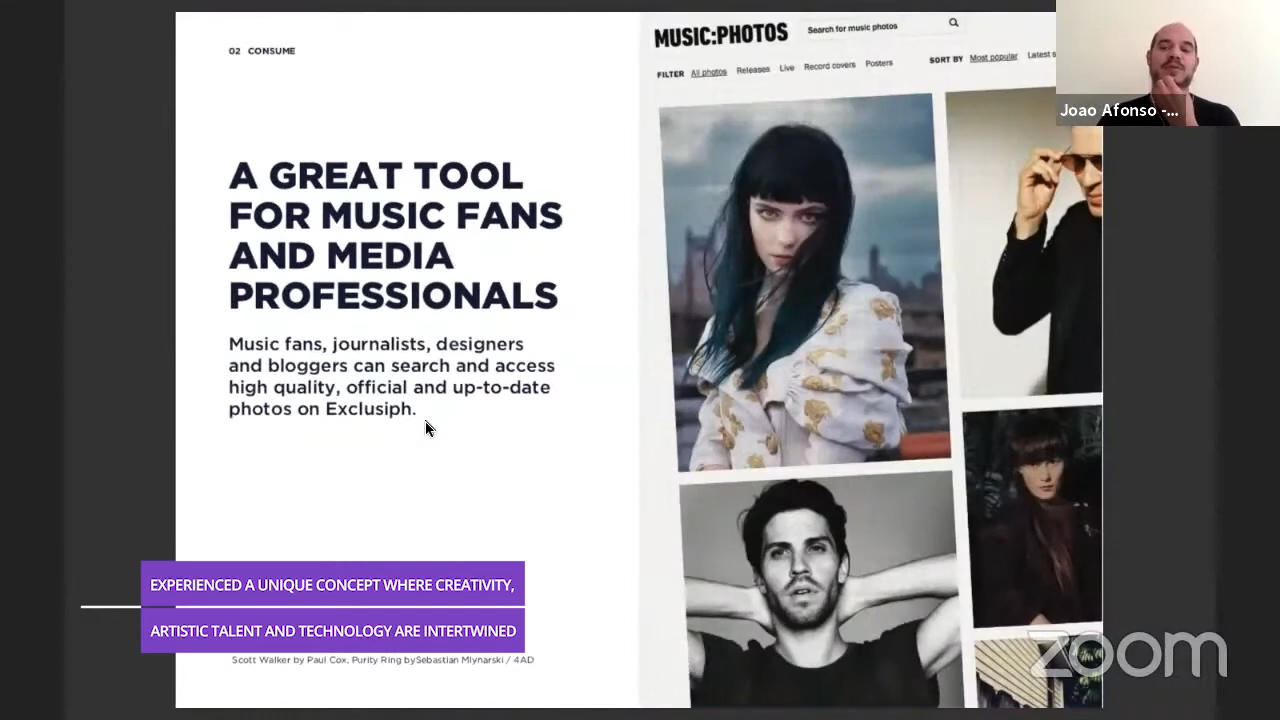 02 CONSUME
A GREAT TOOL
FOR MUSIC FANS
AND MEDIA
PROFESSIONALS
Music fans, journalists, designers
and bloggers can search and access
high quality, official and up-to-date
photos on Exclusiph.
EXPERIENCED A UNIQUE CONCEPT WHERE CREATIVITY,
ARTISTIC TALENT AND TECHNOLOGY ARE INTERTWINED
Scott Walker by Paul Cox, Purity Ring bySebastian Mlynarski / 4AD
MUSIC:PHOTOS
Search for music photos
FILTER All photos Releases Live Record covers Posters
SORT BY Most popular Latest s
Joao Afonso -...
zoom